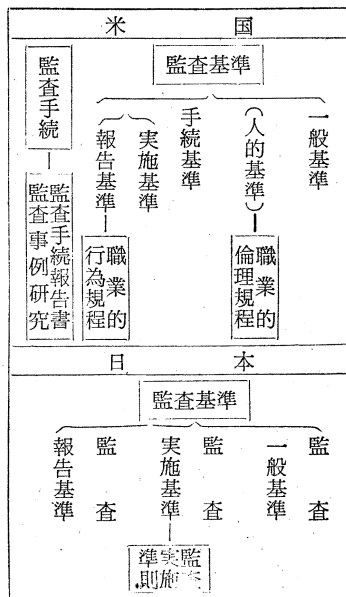 米国
監査基準
一般基準
(人的基準)
職業的
倫理規程
手続基準
実施基準
報告基準
職業的
行為規程
監査手続
監査手続報告書
監査事例研究
日本
監査基準
監査
一般基準
監査
実施基準
監査
実施
準則
監査
報告基準